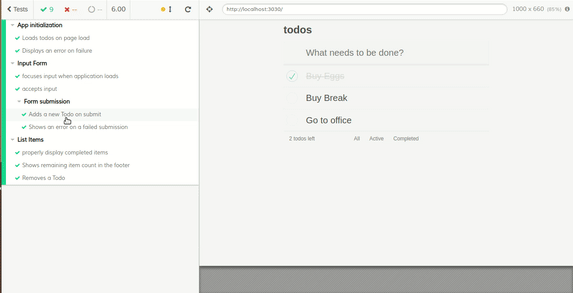 Tests 9 -- -- 6.00 http://localhost:3030/ 1000 x 660 (85%)
App initialization
Loads todos on page load
Displays an error on failure
Input Form
focuses input when application loads
accepts input
Form submission
Adds a new Todo on submit
Shows an error on a failed submission
List Items
properly display completed items
Shows remaining item count in the footer
Removes a Todo
todos
What needs to be done?
Buy Eggs
Buy Break
Go to office
2 todos left All Active Completed